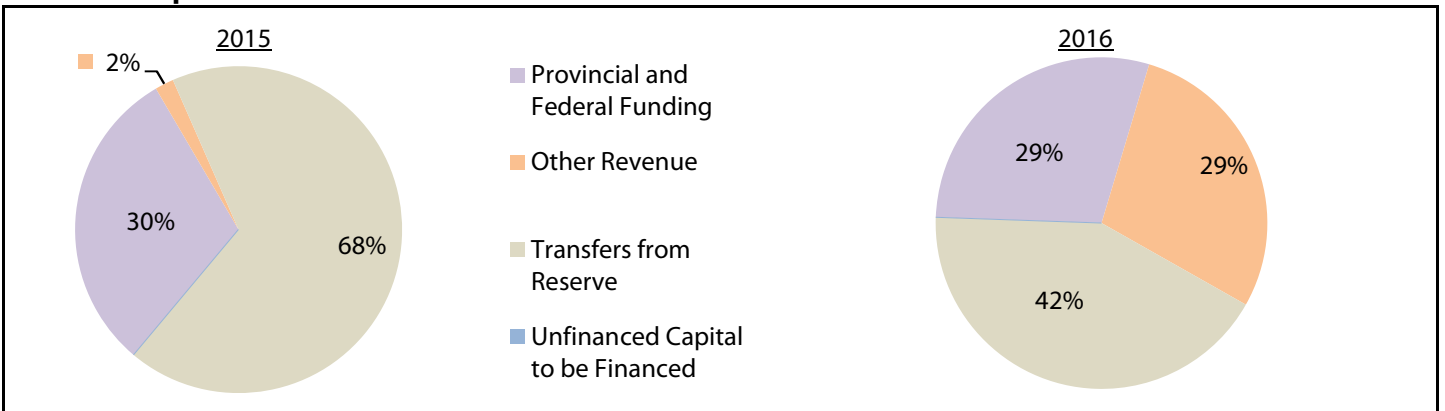 2015
2%
30%
68%
Provincial and
Federal Funding
Other Revenue
Transfers from
Reserve
Unfinanced Capital
to be Financed
2016
29%
29%
42%